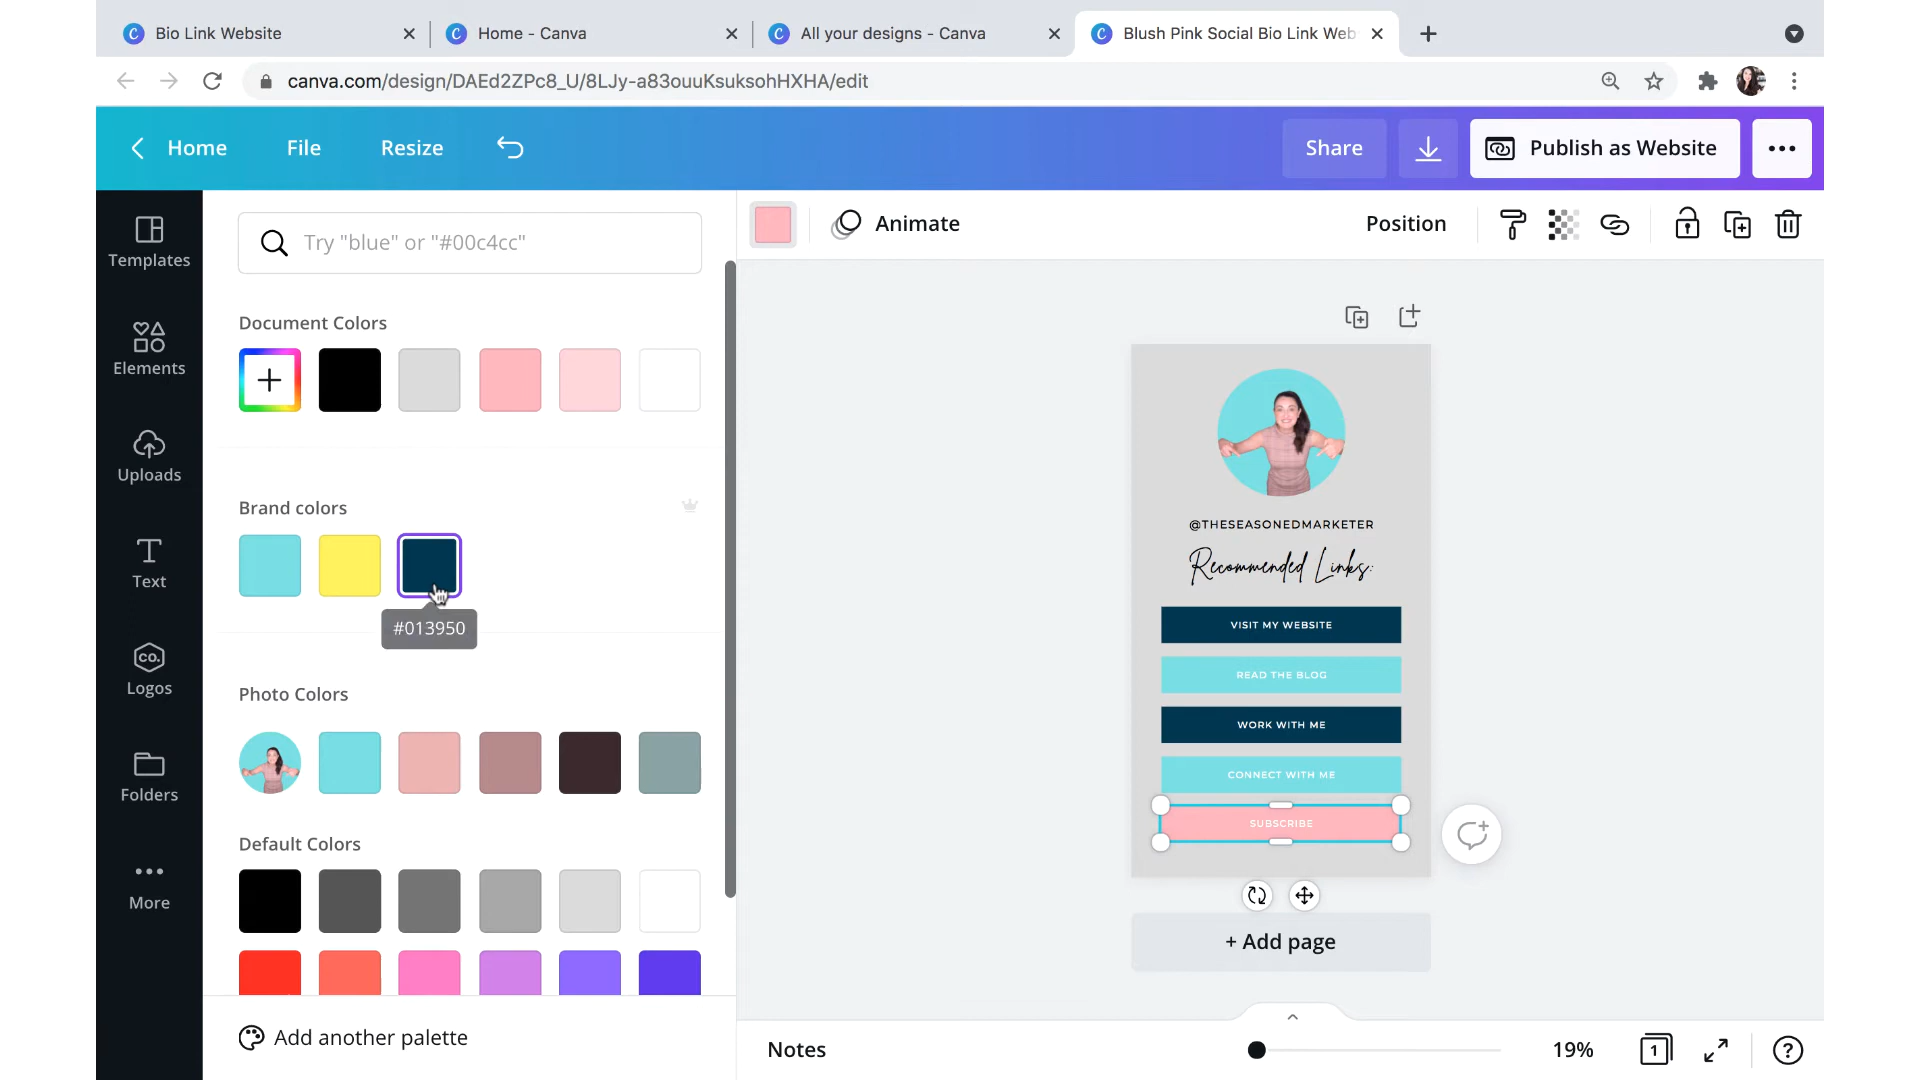 Bio Link Website
Home - Canva
All your designs - Canva
Blush Pink Social Bio Link Web
canva.com/design/DAEd2ZPc8_U/8LJy-a83ouuKsuksohHXHA/edit
Home
File
Resize
Share
Publish as Website
Templates
Elements
Uploads
Text
CO.
Logos
Folders
More
Try "blue" or "#00c4cc"
Document Colors
Brand colors
#013950
Photo Colors
Default Colors
Add another palette
Animate
Position
@THESEASONEDMARKETER
Recommended Links:
VISIT MY WEBSITE
READ THE BLOG
WORK WITH ME
CONNECT WITH ME
SUBSCRIBE
+ Add page
Notes
19%
1